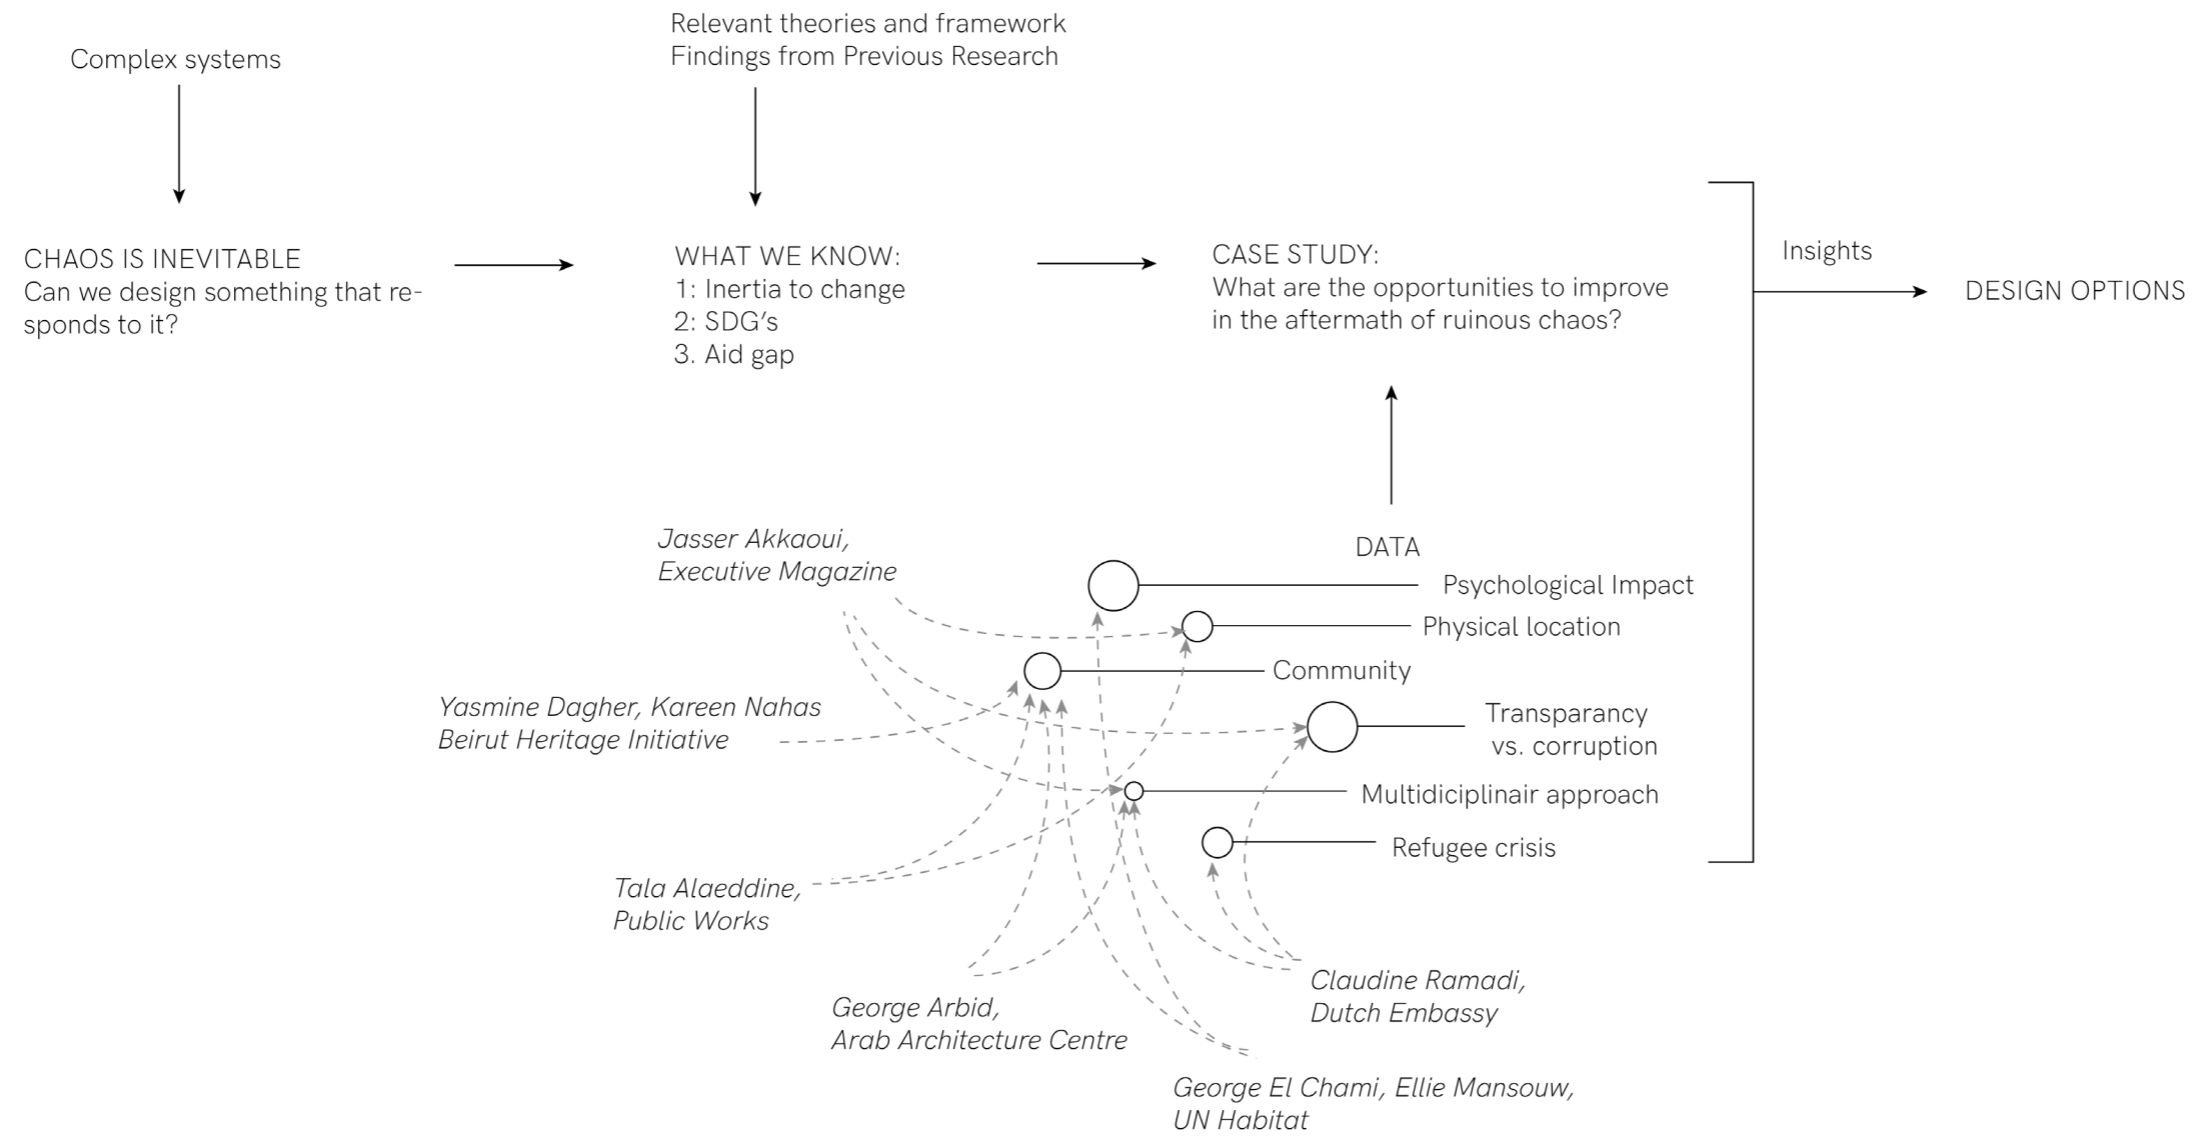 Complex systems
Relevant theories and framework
Findings from Previous Research
CHAOS IS INEVITABLE
Can we design something that re-
sponds to it?
WHAT WE KNOW:
1: Inertia to change
2: SDG's
3. Aid gap
CASE STUDY:
What are the opportunities to improve
in the aftermath of ruinous chaos?
Insights
DESIGN OPTIONS
DATA
Psychological Impact
Physical location
Community
Transparancy
vs. corruption
Multidiciplinair approach
Refugee crisis
Jasser Akkaoui,
Executive Magazine
Yasmine Dagher, Kareen Nahas
Beirut Heritage Initiative
Tala Alaeddine,
Public Works
George Arbid,
Arab Architecture Centre
Claudine Ramadi,
Dutch Embassy
George El Chami, Ellie Mansouw,
UN Habitat